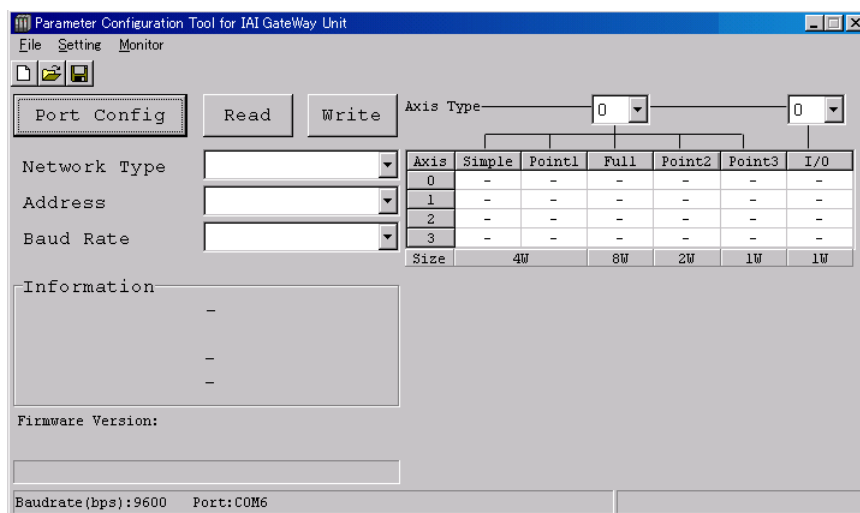 Parameter Configuration Tool for IAI GateWay Unit
File Setting Monitor
Port Config Read Write
Axis Type 0 0
Network Type
Address
Baud Rate
Axis Simple Point1 Full Point2 Point3 I/O
0 - - - - - -
1 - - - - - -
2 - - - - - -
3 - - - - - -
Size 4W 8W 2W 1W 1W
Information
-
-
-
Firmware Version:
Baudrate(bps):9600 Port:COM6